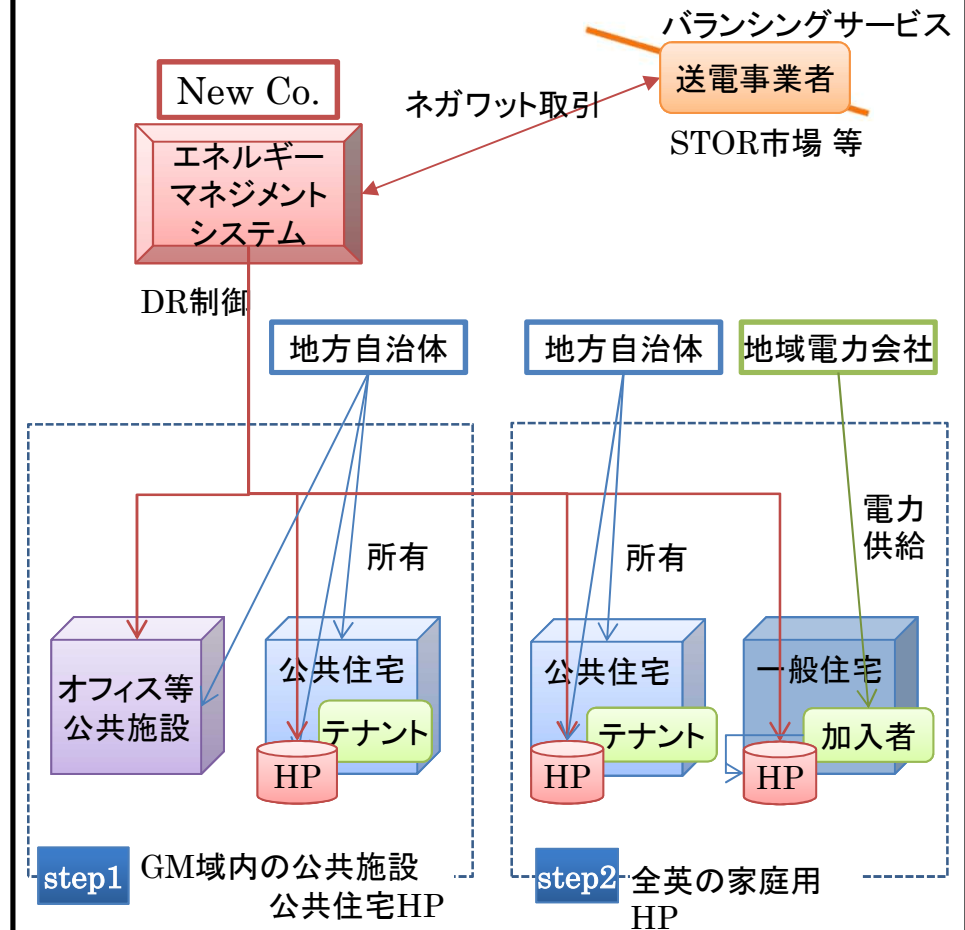 バランシングサービス
New Co.
送電事業者
ネガワット取引
STOR市場 等
エネルギー
マネジメント
システム
DR制御
地方自治体
地方自治体
地域電力会社
所有
所有
電力
供給
オフィス等
公共施設
公共住宅
テナント
HP
公共住宅
テナント
HP
一般住宅
加入者
HP
step1
GM域内の公共施設
公共住宅HP
step2
全英の家庭用
HP